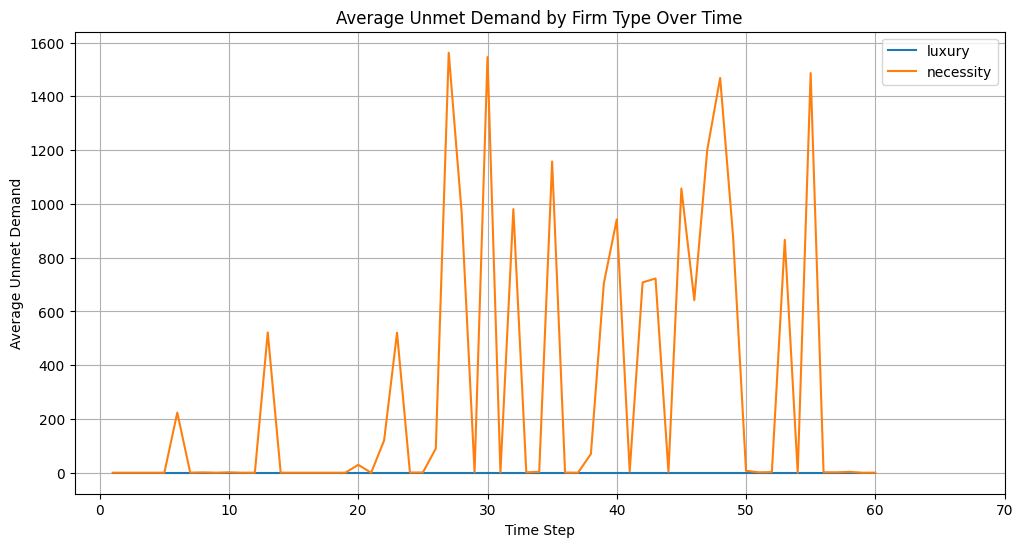 Average Unmet Demand by Firm Type Over Time
luxury
necessity
Average Unmet Demand
1600
1400
1200
1000
800
600
400
200
0
0 10 20 30 40 50 60 70
Time Step